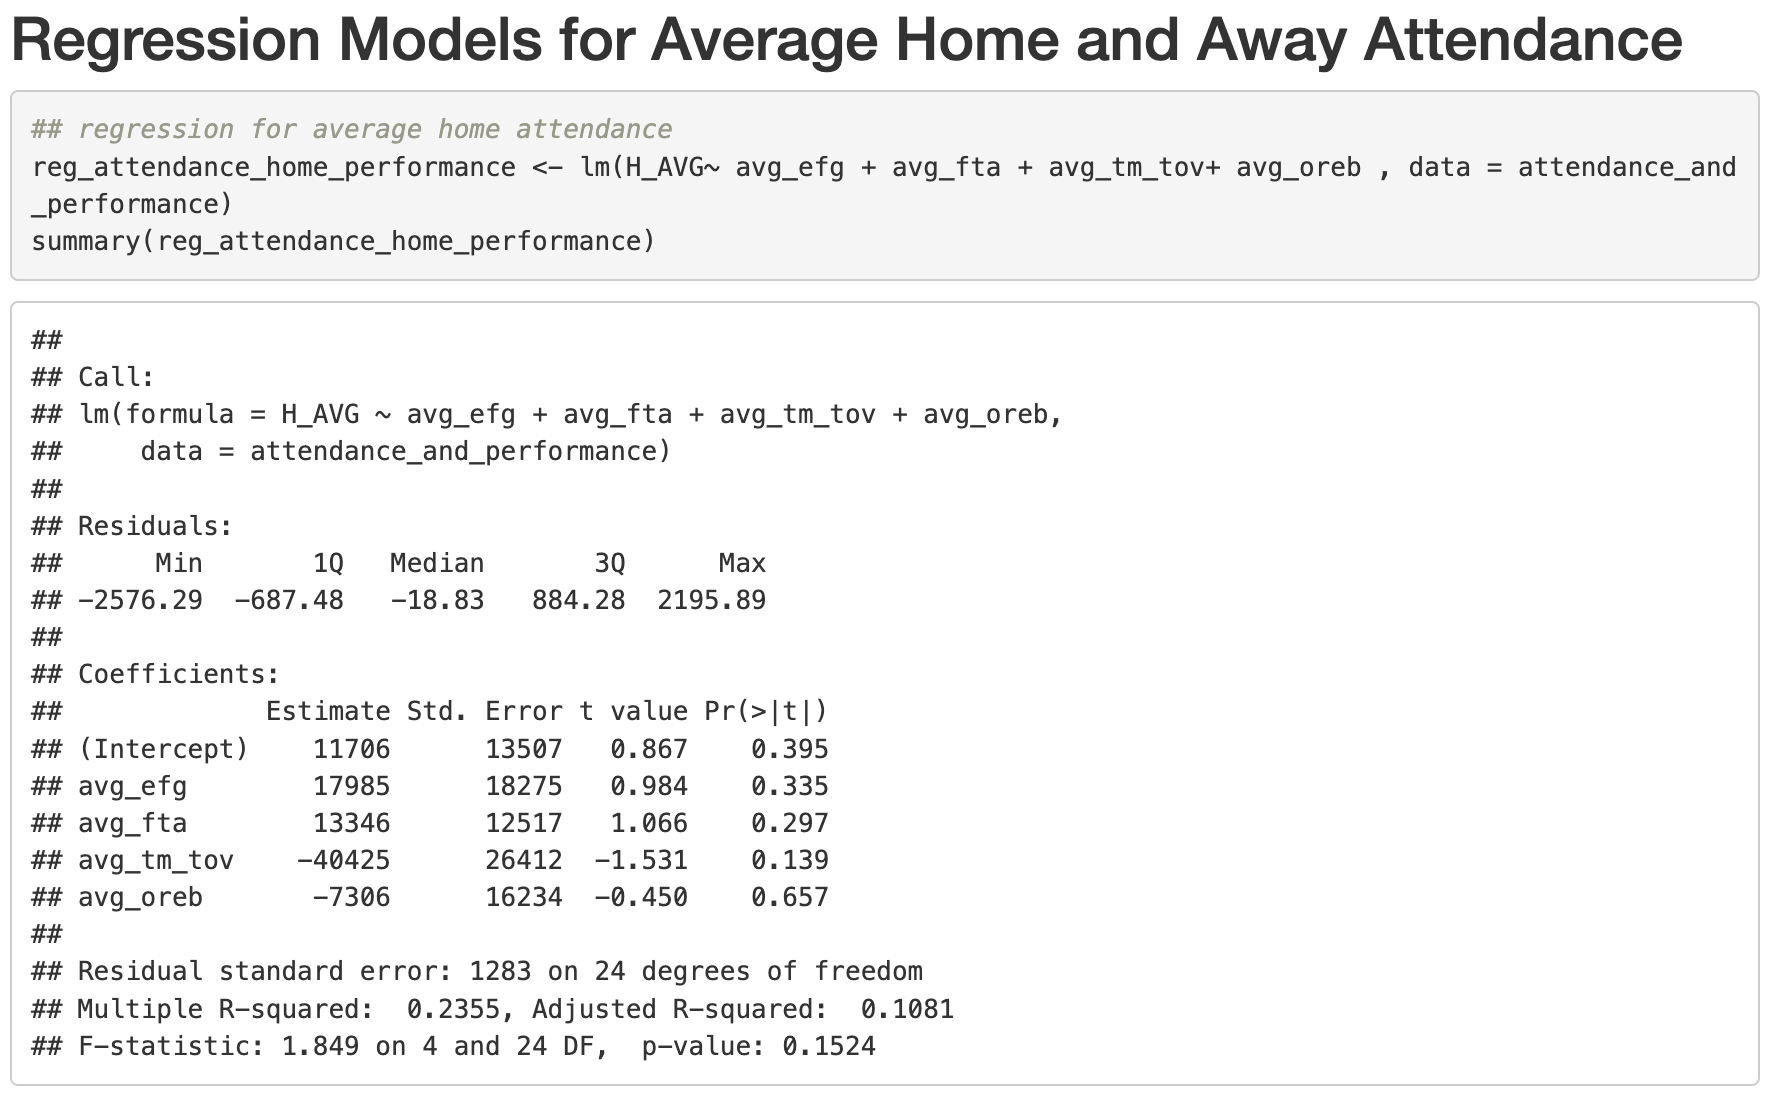 Regression Models for Average Home and Away Attendance
## regression for average home attendance
reg_attendance_home_performance <- lm(H_AVG~ avg_efg + avg_fta + avg_tm_tov+ avg_oreb , data = attendance_and
_performance)
summary(reg_attendance_home_performance)
##
## Call:
## lm(formula = H_AVG ~ avg_efg + avg_fta + avg_tm_tov + avg_oreb,
##     data = attendance_and_performance)
##
## Residuals:
##      Min       1Q   Median       3Q      Max
## -2576.29  -687.48   -18.83   884.28  2195.89
##
## Coefficients:
##             Estimate Std. Error t value Pr(>|t|)
## (Intercept)    11706      13507   0.867    0.395
## avg_efg        17985      18275   0.984    0.335
## avg_fta        13346      12517   1.066    0.297
## avg_tm_tov    -40425      26412  -1.531    0.139
## avg_oreb       -7306      16234  -0.450    0.657
##
## Residual standard error: 1283 on 24 degrees of freedom
## Multiple R-squared:  0.2355, Adjusted R-squared:  0.1081
## F-statistic: 1.849 on 4 and 24 DF,  p-value: 0.1524